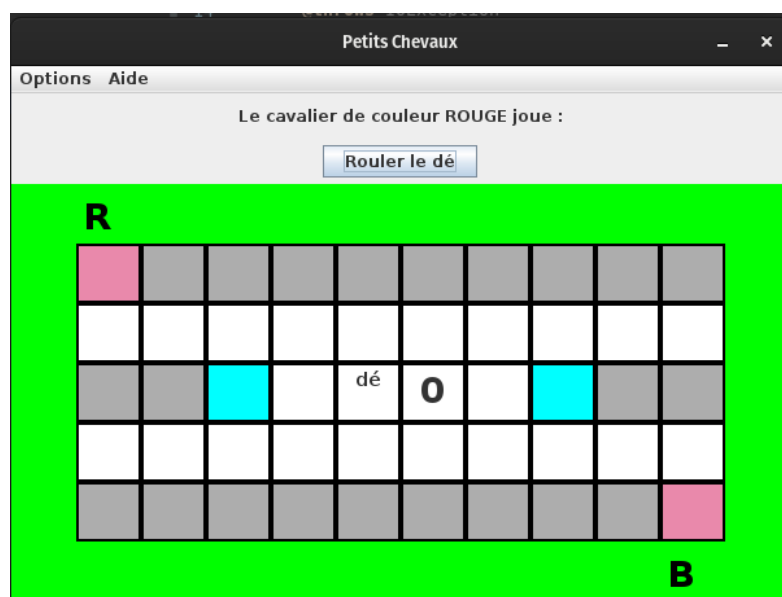 Petits Chevaux
Options Aide
Le cavalier de couleur ROUGE joue :
Rouler le dé
R
dé 0
B